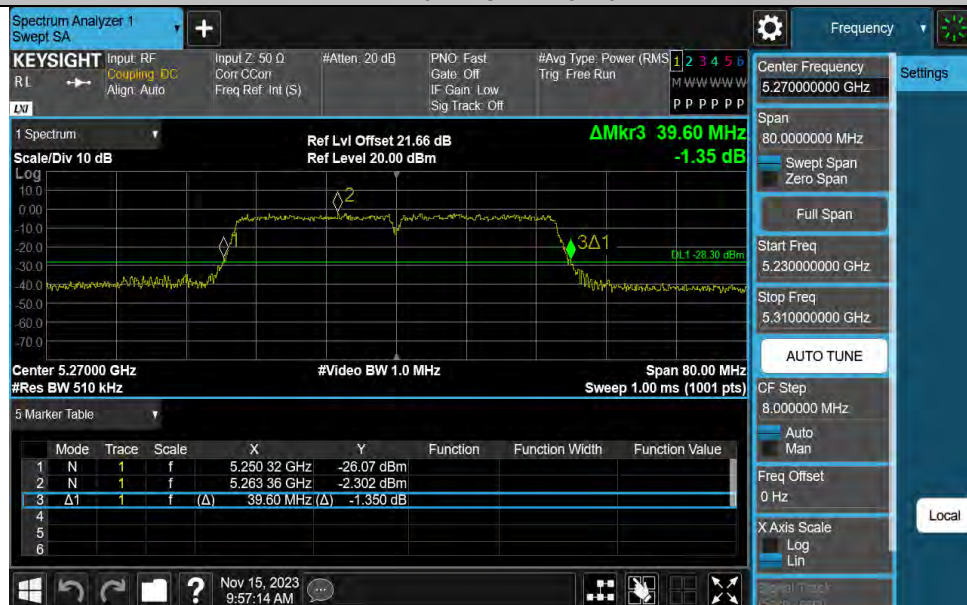 Spectrum Analyzer 1
Swept SA
+
Frequency
KEYSIGHT
RL
LXI
Input: RF
Coupling: DC
Align: Auto
Input Z: 50 Ω
Corr CCorr
Freq Ref: Int (S)
#Atten: 20 dB
PNO: Fast
Gate: Off
IF Gain: Low
Sig Track: Off
#Avg Type: Power (RMS
Trig: Free Run
1 2 3 4 5 6
M W W W W W
P P P P P P
1 Spectrum
Scale/Div 10 dB
Ref Lvl Offset 21.66 dB
Ref Level 20.00 dBm
ΔMkr3 39.60 MHz
-1.35 dB
Log
10.0
0.00
-10.0
-20.0
-30.0
-40.0
-50.0
-60.0
-70.0
2
3Δ1
DL1 -28.30 dBm
Center 5.27000 GHz
#Res BW 510 kHz
#Video BW 1.0 MHz
Span 80.00 MHz
Sweep 1.00 ms (1001 pts)
5 Marker Table
Mode Trace Scale X Y Function Function Width Function Value
1 N 1 f 5.250 32 GHz -26.07 dBm
2 N 1 f 5.263 36 GHz -2.302 dBm
3 Δ1 1 f (Δ) 39.60 MHz (Δ) -1.350 dB
4
5
6
?
Nov 15, 2023
9:57:14 AM
Center Frequency
5.270000000 GHz
Settings
Span
80.0000000 MHz
Swept Span
Zero Span
Full Span
Start Freq
5.230000000 GHz
Stop Freq
5.310000000 GHz
AUTO TUNE
CF Step
8.000000 MHz
Auto
Man
Freq Offset
0 Hz
X Axis Scale
Log
Lin
Signal Track
Local